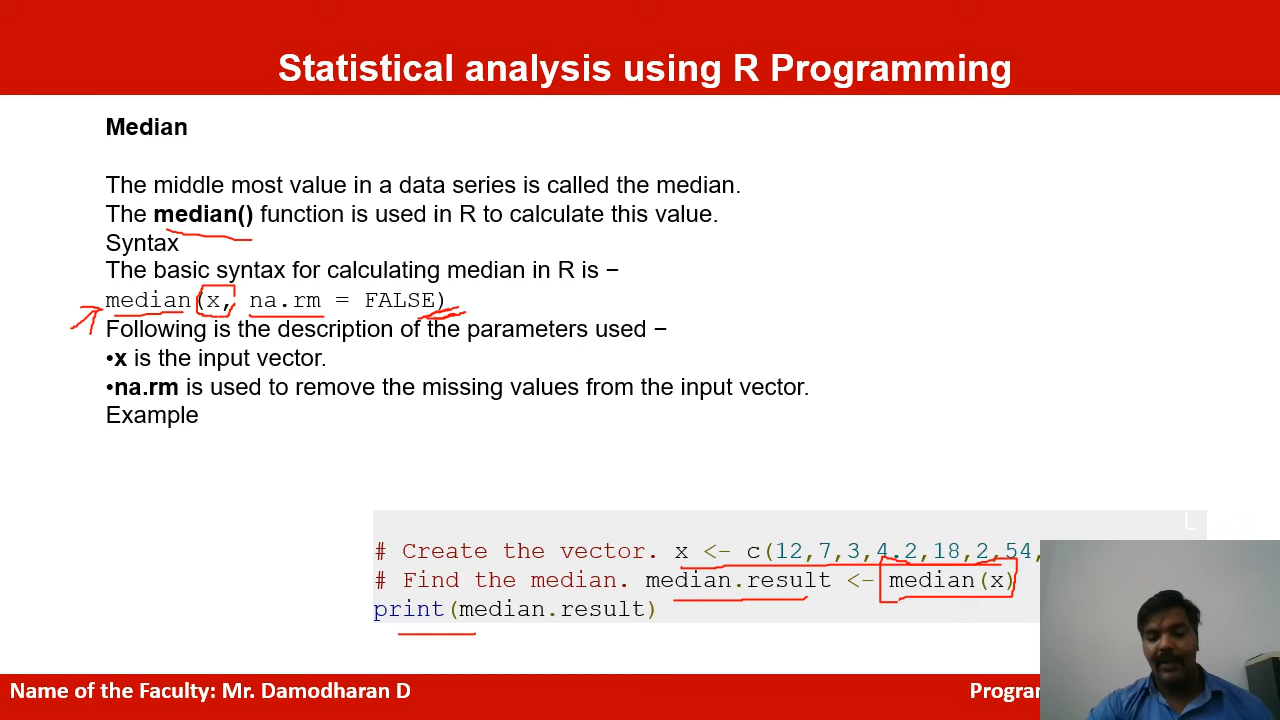 Statistical analysis using R Programming
Median
The middle most value in a data series is called the median.
The median() function is used in R to calculate this value.
Syntax
The basic syntax for calculating median in R is −
median(x, na.rm = FALSE)
Following is the description of the parameters used −
•x is the input vector.
•na.rm is used to remove the missing values from the input vector.
Example
L
# Create the vector. x <- c(12,7,3,4.2,18,2,54,
# Find the median. median.result <- median(x)
print(median.result)
Name of the Faculty: Mr. Damodharan D